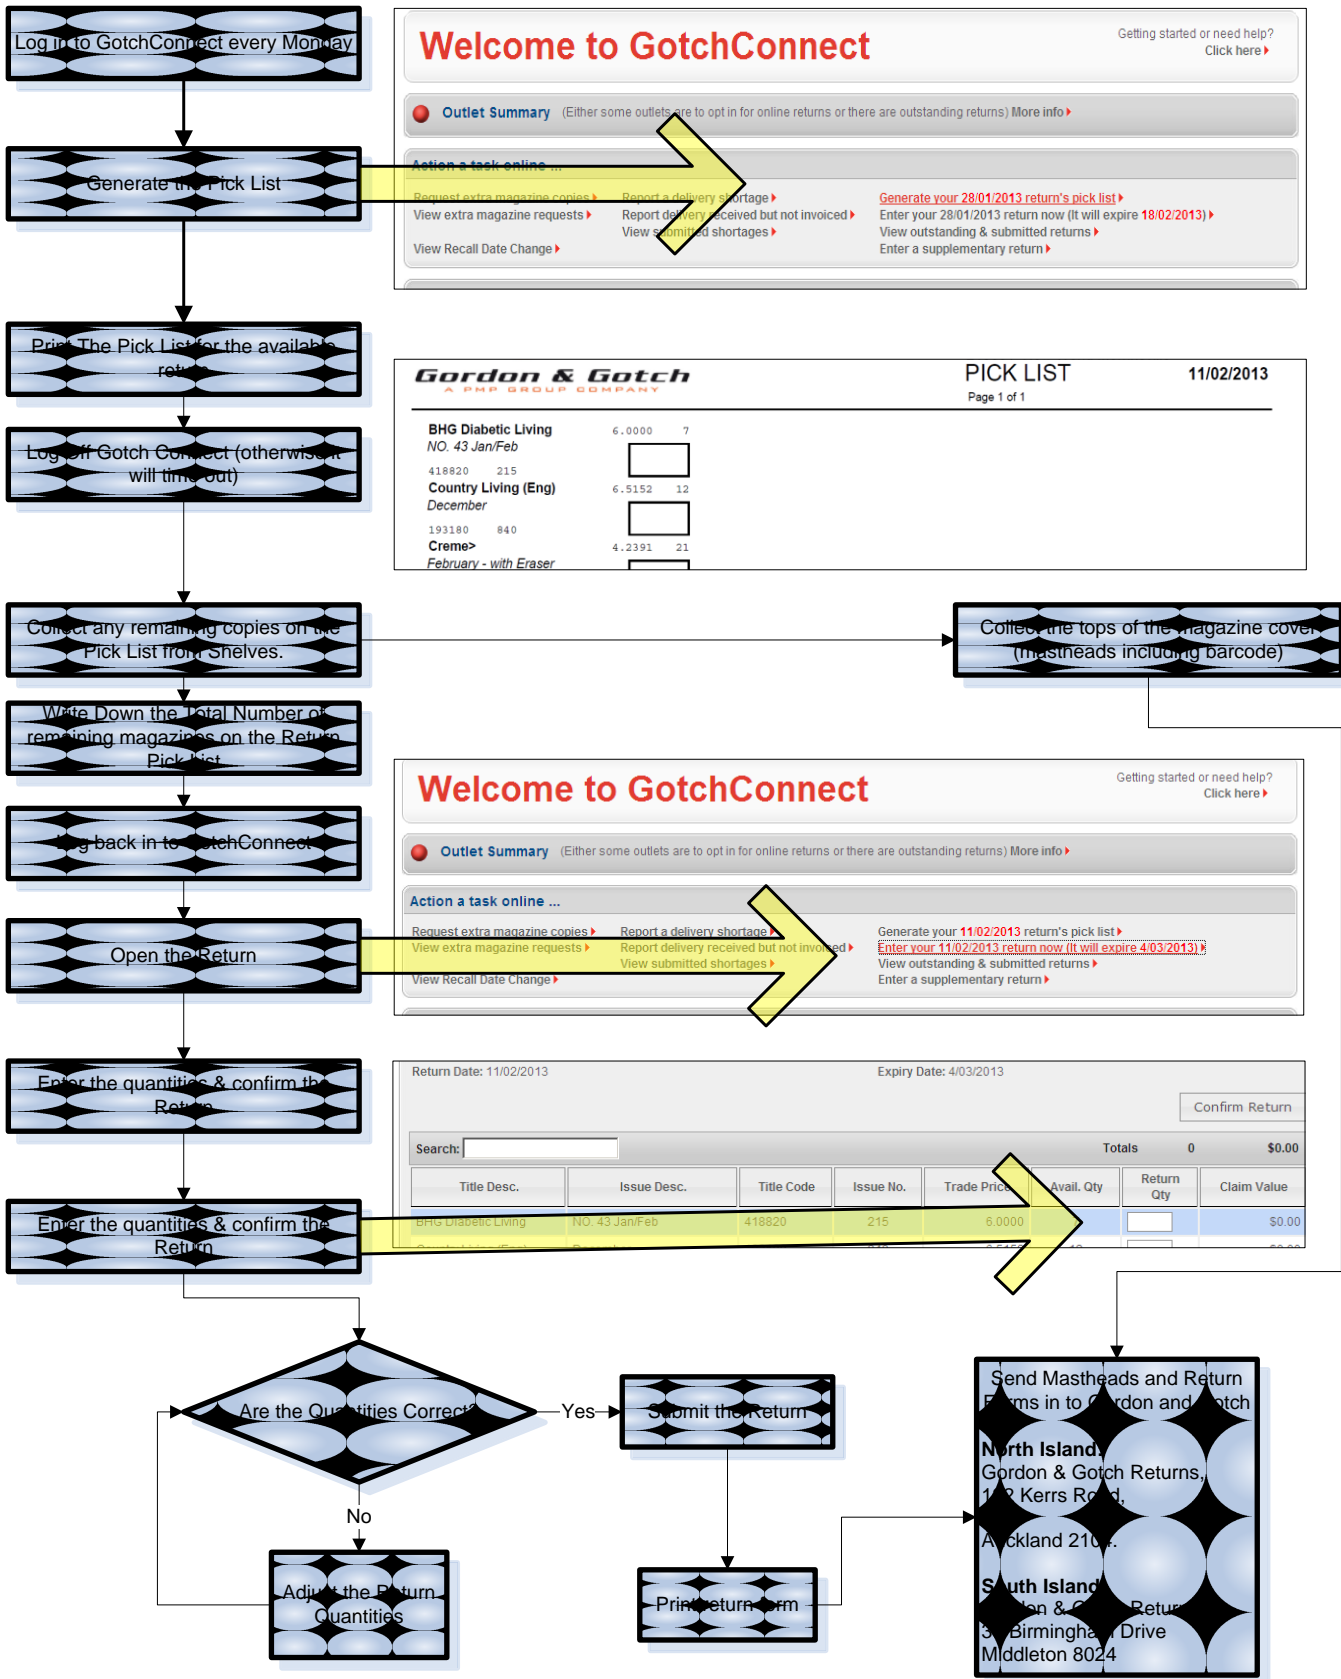 Log in to GotchConnect every Monday
Welcome to GotchConnect
Getting started or need help?
Click here
Outlet Summary (Either some outlets are to opt in for online returns or there are outstanding returns) More info
Generate the Pick List
Action a task online ...
Request extra magazine copies
View extra magazine requests
View Recall Date Change
Report a delivery shortage
Report delivery received but not invoiced
View submitted shortages
Generate your 28/01/2013 return's pick list
Enter your 28/01/2013 return now (It will expire 18/02/2013)
View outstanding & submitted returns
Enter a supplementary return
Print The Pick List for the available
return
Gordon & Gotch
A PMP GROUP COMPANY
PICK LIST
Page 1 of 1
11/02/2013
BHG Diabetic Living 6.0000 7
NO. 43 Jan/Feb
418820 215
Country Living (Eng) 6.5152 12
December
193180 840
Creme> 4.2391 21
February - with Eraser
Log Off Gotch Connect (otherwise it
will time out)
Collect any remaining copies on the
Pick List from Shelves.
Collect the tops of the magazine cover
(mastheads including barcode)
Write Down the Total Number of
remaining magazines on the Return
Pick List
Log back in to GotchConnect
Welcome to GotchConnect
Getting started or need help?
Click here
Outlet Summary (Either some outlets are to opt in for online returns or there are outstanding returns) More info
Open the Return
Action a task online ...
Request extra magazine copies
View extra magazine requests
View Recall Date Change
Report a delivery shortage
Report delivery received but not invoiced
View submitted shortages
Generate your 11/02/2013 return's pick list
Enter your 11/02/2013 return now (It will expire 4/03/2013)
View outstanding & submitted returns
Enter a supplementary return
Enter the quantities & confirm the
Return
Return Date: 11/02/2013 Expiry Date: 4/03/2013
Confirm Return
Search: Totals 0 $0.00
Title Desc. Issue Desc. Title Code Issue No. Trade Price Avail. Qty Return Qty Claim Value
BHG Diabetic Living NO. 43 Jan/Feb 418820 215 6.0000 $0.00
Enter the quantities & confirm the
Return
Are the Quantities Correct?
Yes
Submit the Return
No
Adjust the Return
Quantities
Print return form
Send Mastheads and Return
Forms in to Gordon and Gotch
North Island:
Gordon & Gotch Returns,
Kerrs Road,
Auckland 2104.
South Island
Gordon & Gotch Returns
Birmingham Drive
Middleton 8024